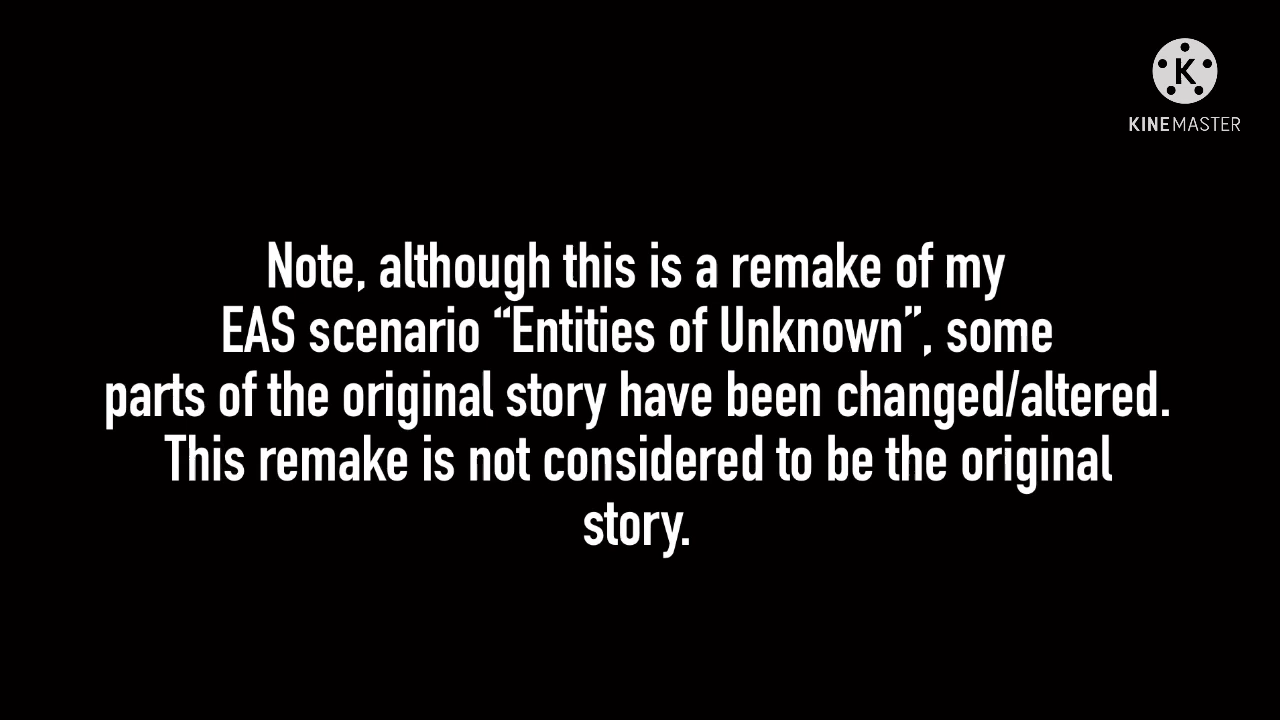 K
KINEMASTER
Note, although this is a remake of my
EAS scenario “Entities of Unknown”, some
parts of the original story have been changed/altered.
This remake is not considered to be the original
story.